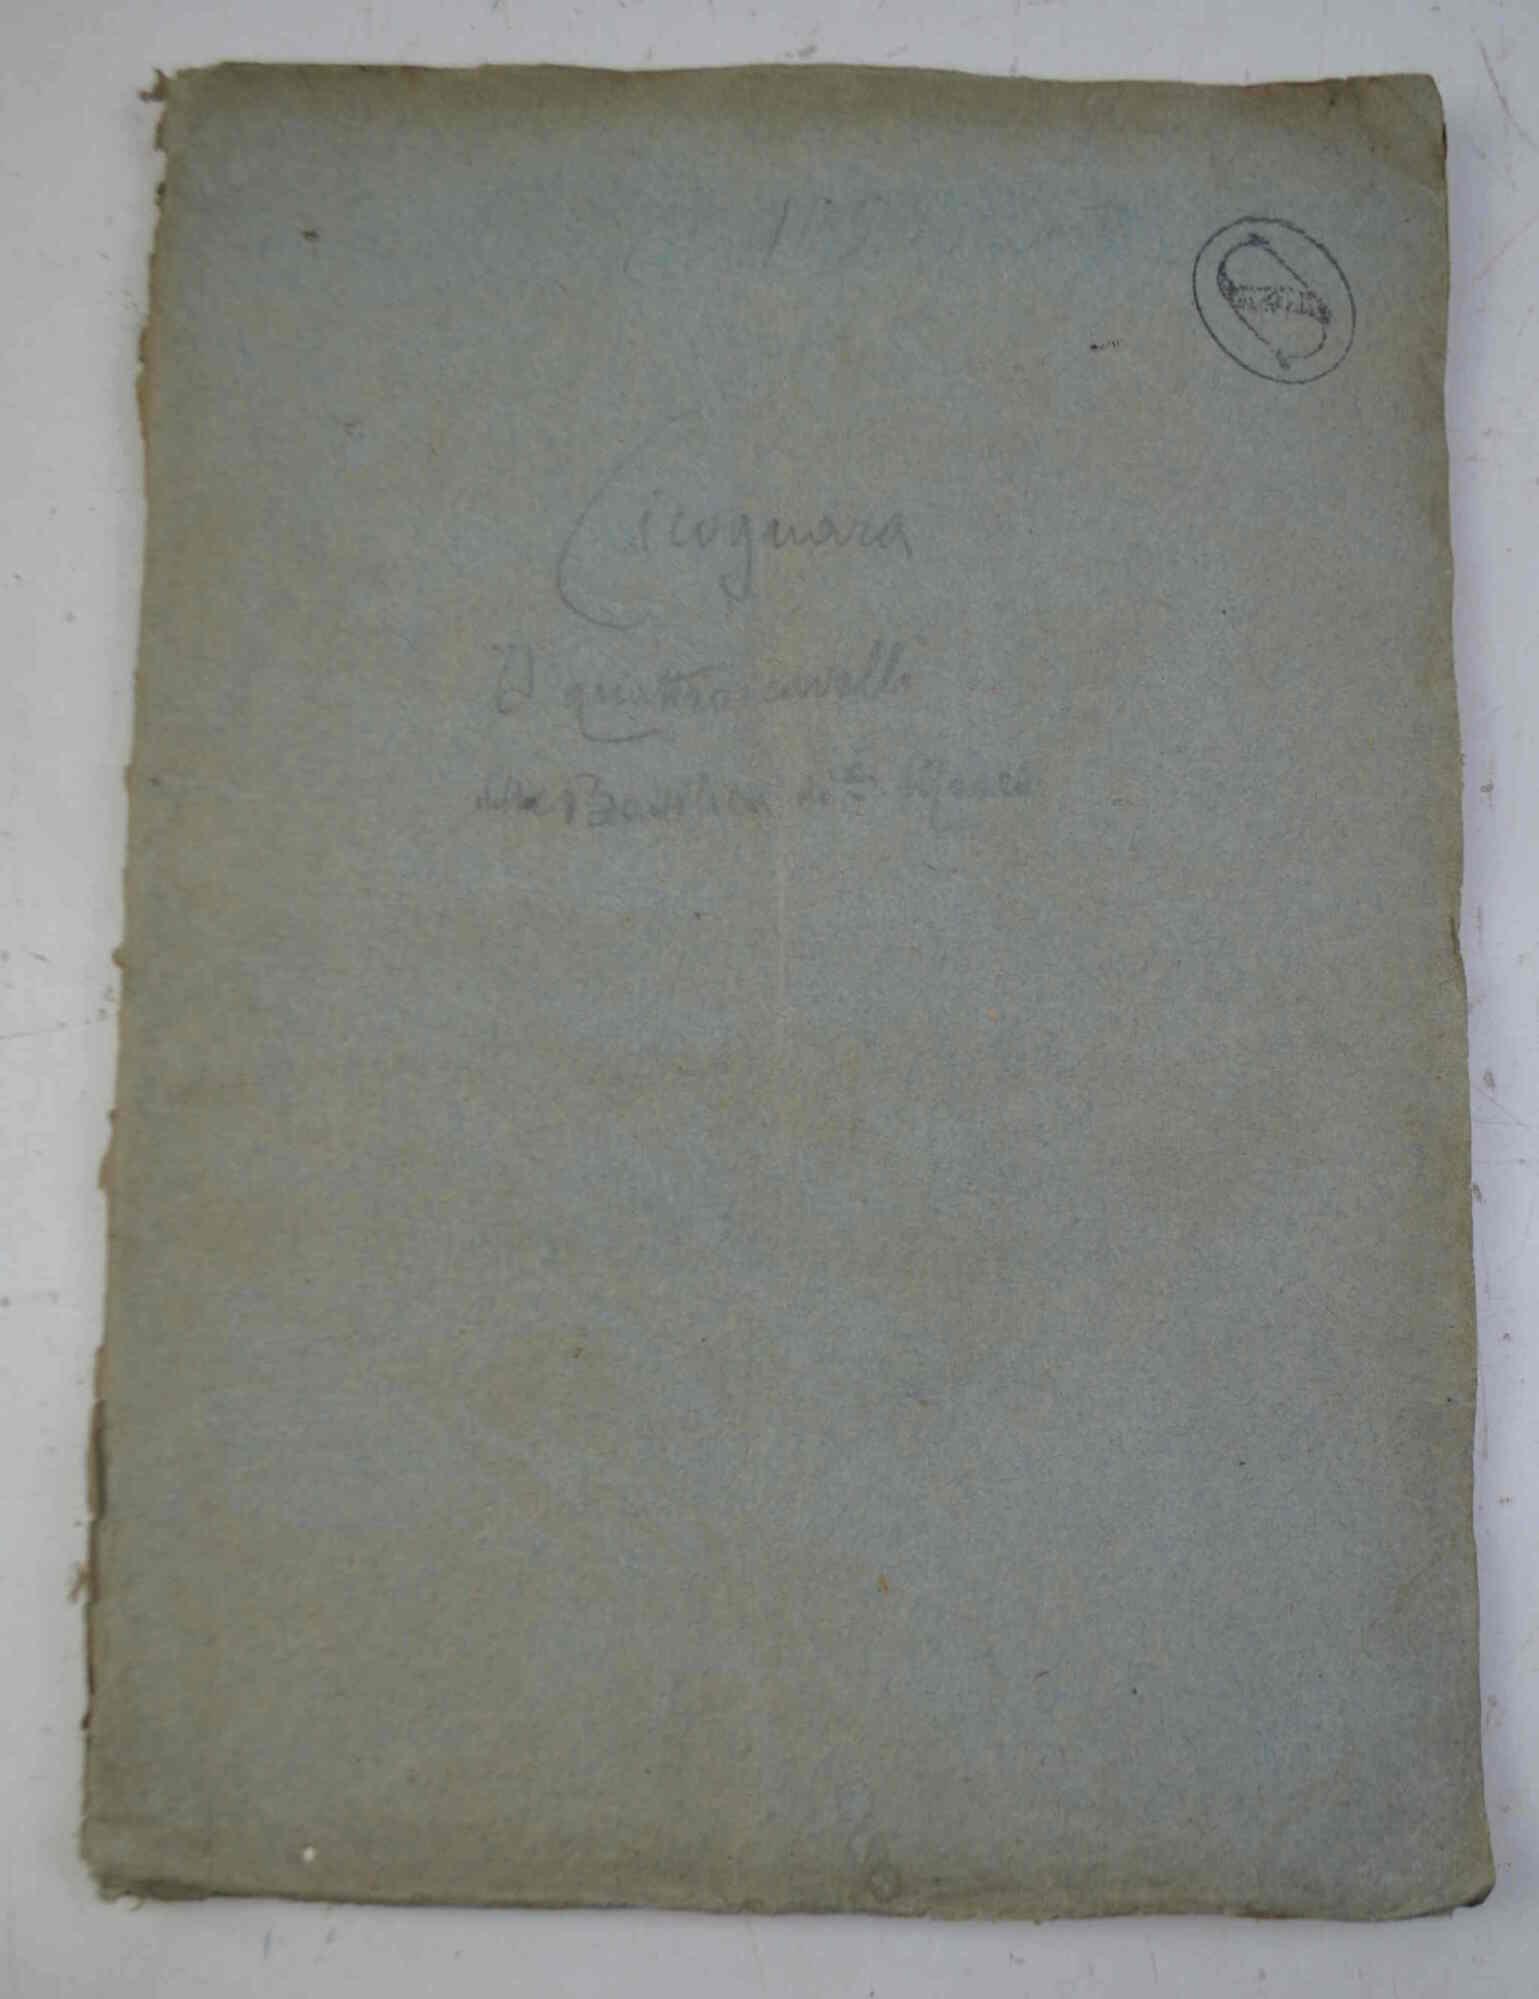 Cicognara
I quattro cavalli
della Basilica di S. Marco